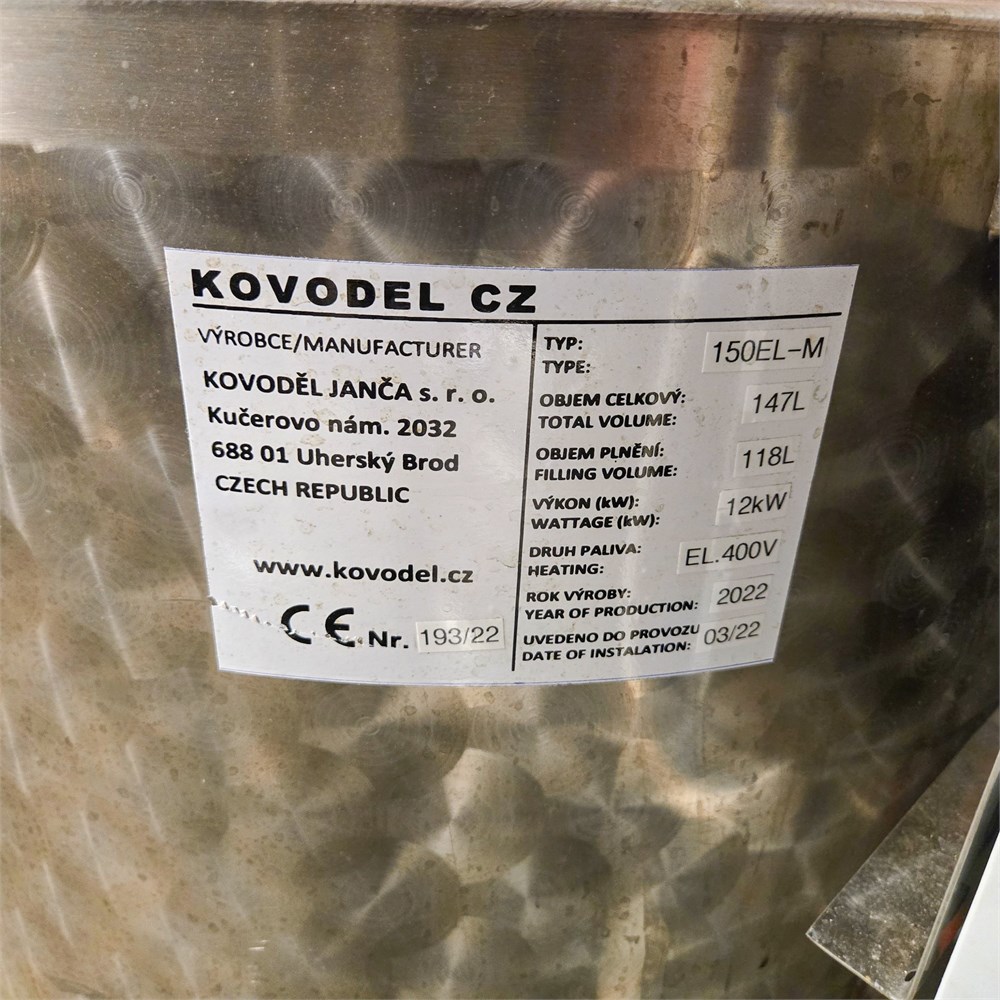 KOVODEL CZ
VÝROBCE/MANUFACTURER
KOVODĚL JANČA s. r. o.
Kučerovo nám. 2032
688 01 Uherský Brod
CZECH REPUBLIC
www.kovodel.cz
CE Nr. 193/22
TYP:
TYPE: 150EL-M
OBJEM CELKOVÝ:
TOTAL VOLUME: 147L
OBJEM PLNĚNÍ:
FILLING VOLUME: 118L
VÝKON (kW):
WATTAGE (kW): 12kW
DRUH PALIVA:
HEATING: EL.400V
ROK VÝROBY:
YEAR OF PRODUCTION: 2022
UVEDENO DO PROVOZU
DATE OF INSTALATION: 03/22